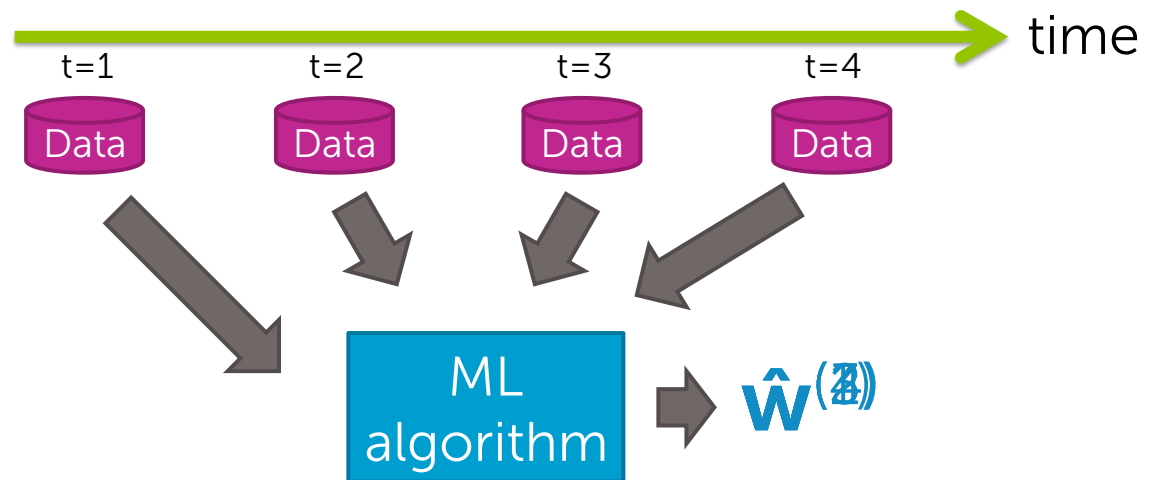 time
t=1 t=2 t=3 t=4
Data Data Data Data
ML
algorithm
ŵ